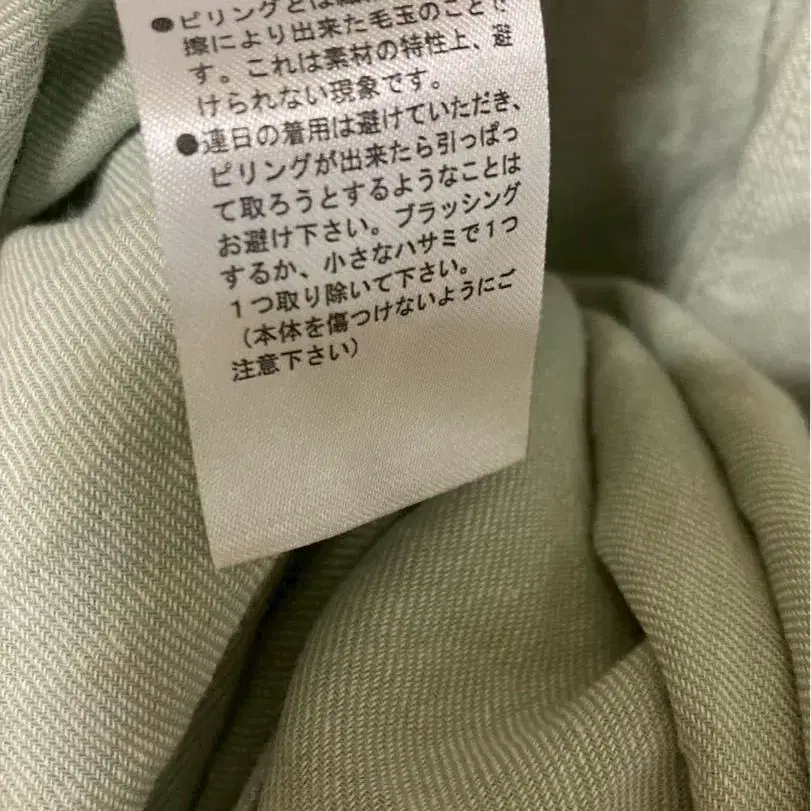 ●ピリングとは
擦により出来た毛玉のことで
す。これは素材の特性上、避
けられない現象です。
●連日の着用は避けていただき、
ピリングが出来たら引っぱっ
て取ろうとするようなことは
お避け下さい。ブラッシング
するか、小さなハサミで1つ
1つ取り除いて下さい。
(本体を傷つけないようにご
注意下さい)